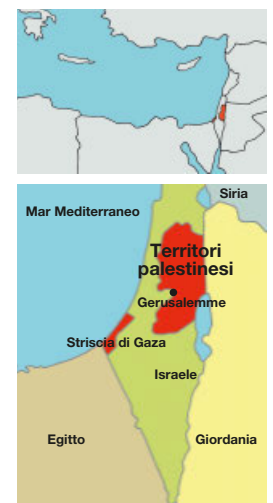 Siria
Mar Mediterraneo
Territori
palestinesi
Gerusalemme
Striscia di Gaza
Israele
Egitto
Giordania